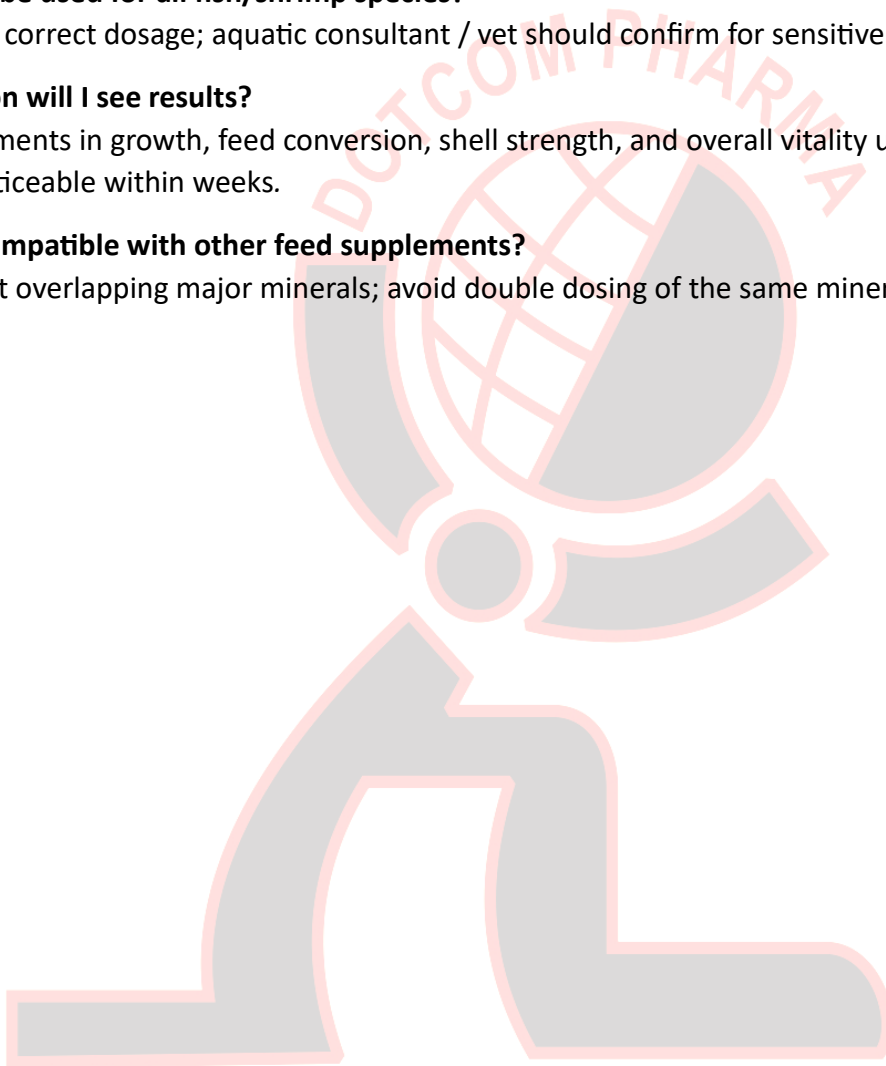 be used for all fish/shrimp species?
correct dosage; aquatic consultant / vet should confirm for sensitive
on will I see results?
ments in growth, feed conversion, shell strength, and overall vitality u
ticeable within weeks.
mpatible with other feed supplements?
t overlapping major minerals; avoid double dosing of the same miner
DOTCOM PHARMA